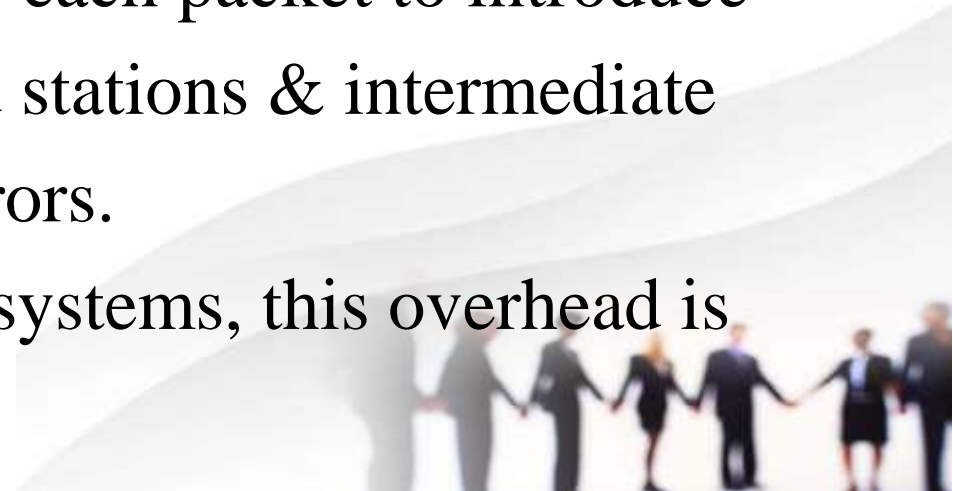 each packet to introduce
stations & intermediate
rors.
systems, this overhead is